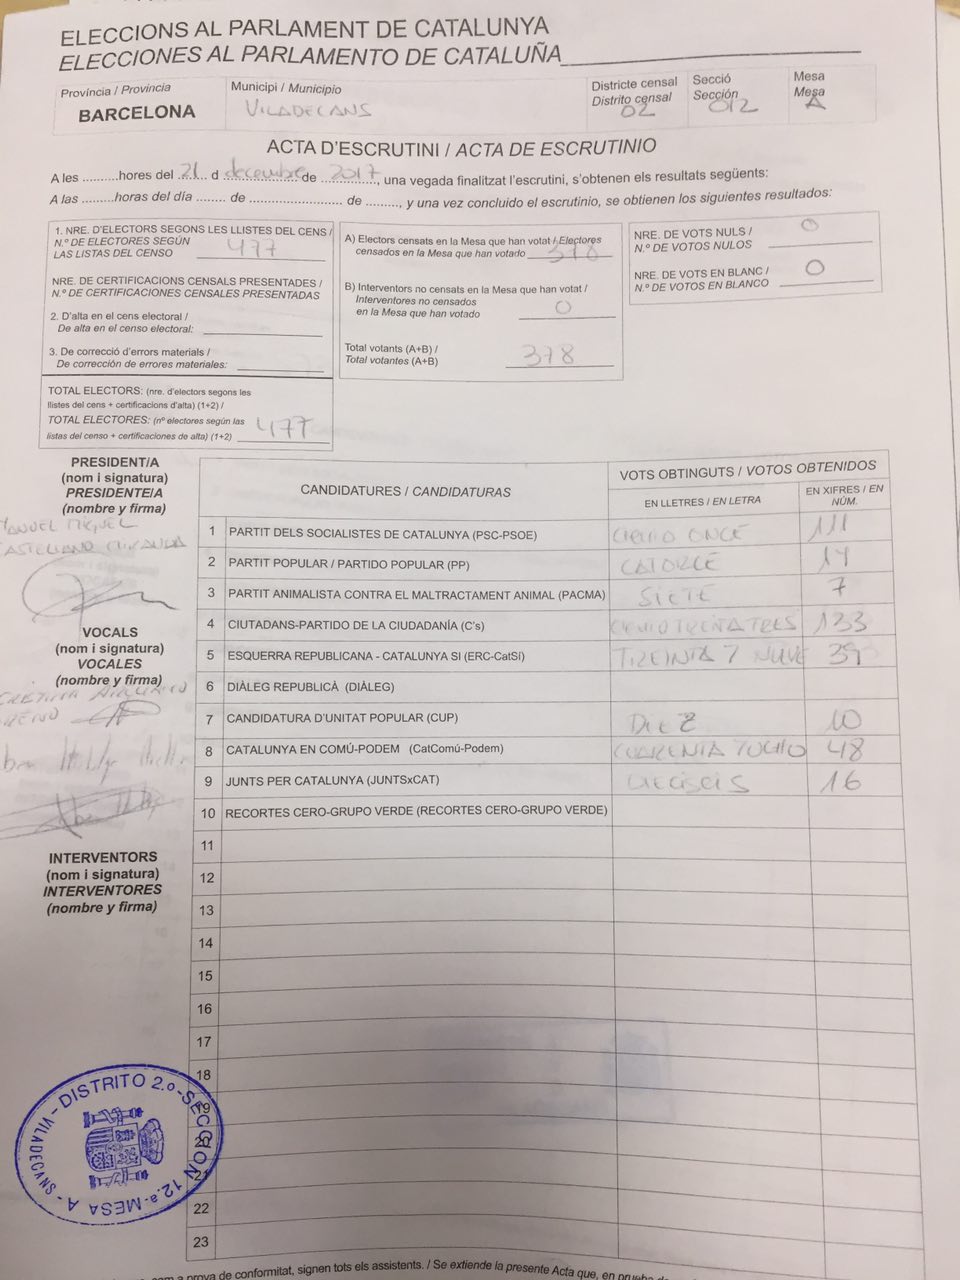 ELECCIONS AL PARLAMENT DE CATALUNYA
ELECCIONES AL PARLAMENTO DE CATALUÑA
Província / Provincia
BARCELONA
Municipi / Municipio
VILADECANS
Districte censal
Distrito censal
02
Secció
Sección
012
Mesa
Mesa
A
ACTA D'ESCRUTINI / ACTA DE ESCRUTINIO
A les ..........hores del ..21.. d decembre de ..2017.., una vegada finalitzat l'escrutini, s'obtenen els resultats següents:
A las ..........horas del día ........ de ........................ de ........., y una vez concluido el escrutinio, se obtienen los siguientes resultados:
1. NRE. D'ELECTORS SEGONS LES LLISTES DEL CENS /
N.º DE ELECTORES SEGÚN
LAS LISTAS DEL CENSO 477
NRE. DE CERTIFICACIONS CENSALS PRESENTADES /
N.º DE CERTIFICACIONES CENSALES PRESENTADAS
2. D'alta en el cens electoral /
De alta en el censo electoral:
3. De correcció d'errors materials /
De corrección de errores materiales:
TOTAL ELECTORS: (nre. d'electors segons les
llistes del cens + certificacions d'alta) (1+2) /
TOTAL ELECTORES: (nº electores según las
listas del censo + certificaciones de alta) (1+2) 477
A) Electors censats en la Mesa que han votat / Electores
censados en la Mesa que han votado 378
B) Interventors no censats en la Mesa que han votat /
Interventores no censados
en la Mesa que han votado 0
Total votants (A+B) /
Total votantes (A+B) 378
NRE. DE VOTS NULS /
N.º DE VOTOS NULOS 0
NRE. DE VOTS EN BLANC /
N.º DE VOTOS EN BLANCO 0
PRESIDENT/A
(nom i signatura)
PRESIDENTE/A
(nombre y firma)
MANUEL MIGUEL
CASTELLANO MIRANDA
VOCALS
(nom i signatura)
VOCALES
(nombre y firma)
INTERVENTORS
(nom i signatura)
INTERVENTORES
(nombre y firma)
CANDIDATURES / CANDIDATURAS
VOTS OBTINGUTS / VOTOS OBTENIDOS
EN LLETRES / EN LETRA
EN XIFRES / EN NÚM.
1 PARTIT DELS SOCIALISTES DE CATALUNYA (PSC-PSOE) CIENTO ONCE 111
2 PARTIT POPULAR / PARTIDO POPULAR (PP) CATORCE 14
3 PARTIT ANIMALISTA CONTRA EL MALTRACTAMENT ANIMAL (PACMA) SIETE 7
4 CIUTADANS-PARTIDO DE LA CIUDADANÍA (C's) CIENTO TREINTA TRES 133
5 ESQUERRA REPUBLICANA - CATALUNYA SI (ERC-CatSí) TREINTA Y NUVE 39
6 DIÀLEG REPUBLICÀ (DIÀLEG)
7 CANDIDATURA D'UNITAT POPULAR (CUP) DIEZ 10
8 CATALUNYA EN COMÚ-PODEM (CatComú-Podem) CUARENTA YOCHO 48
9 JUNTS PER CATALUNYA (JUNTSxCAT) DIECISEIS 16
10 RECORTES CERO-GRUPO VERDE (RECORTES CERO-GRUPO VERDE)
11
12
13
14
15
16
17
18
19
20
21
22
23
DISTRITO 2.º-SECCION 12.ª-MESA A - VILADECANS -
a prova de conformitat, signen tots els assistents. / Se extiende la presente Acta que, en